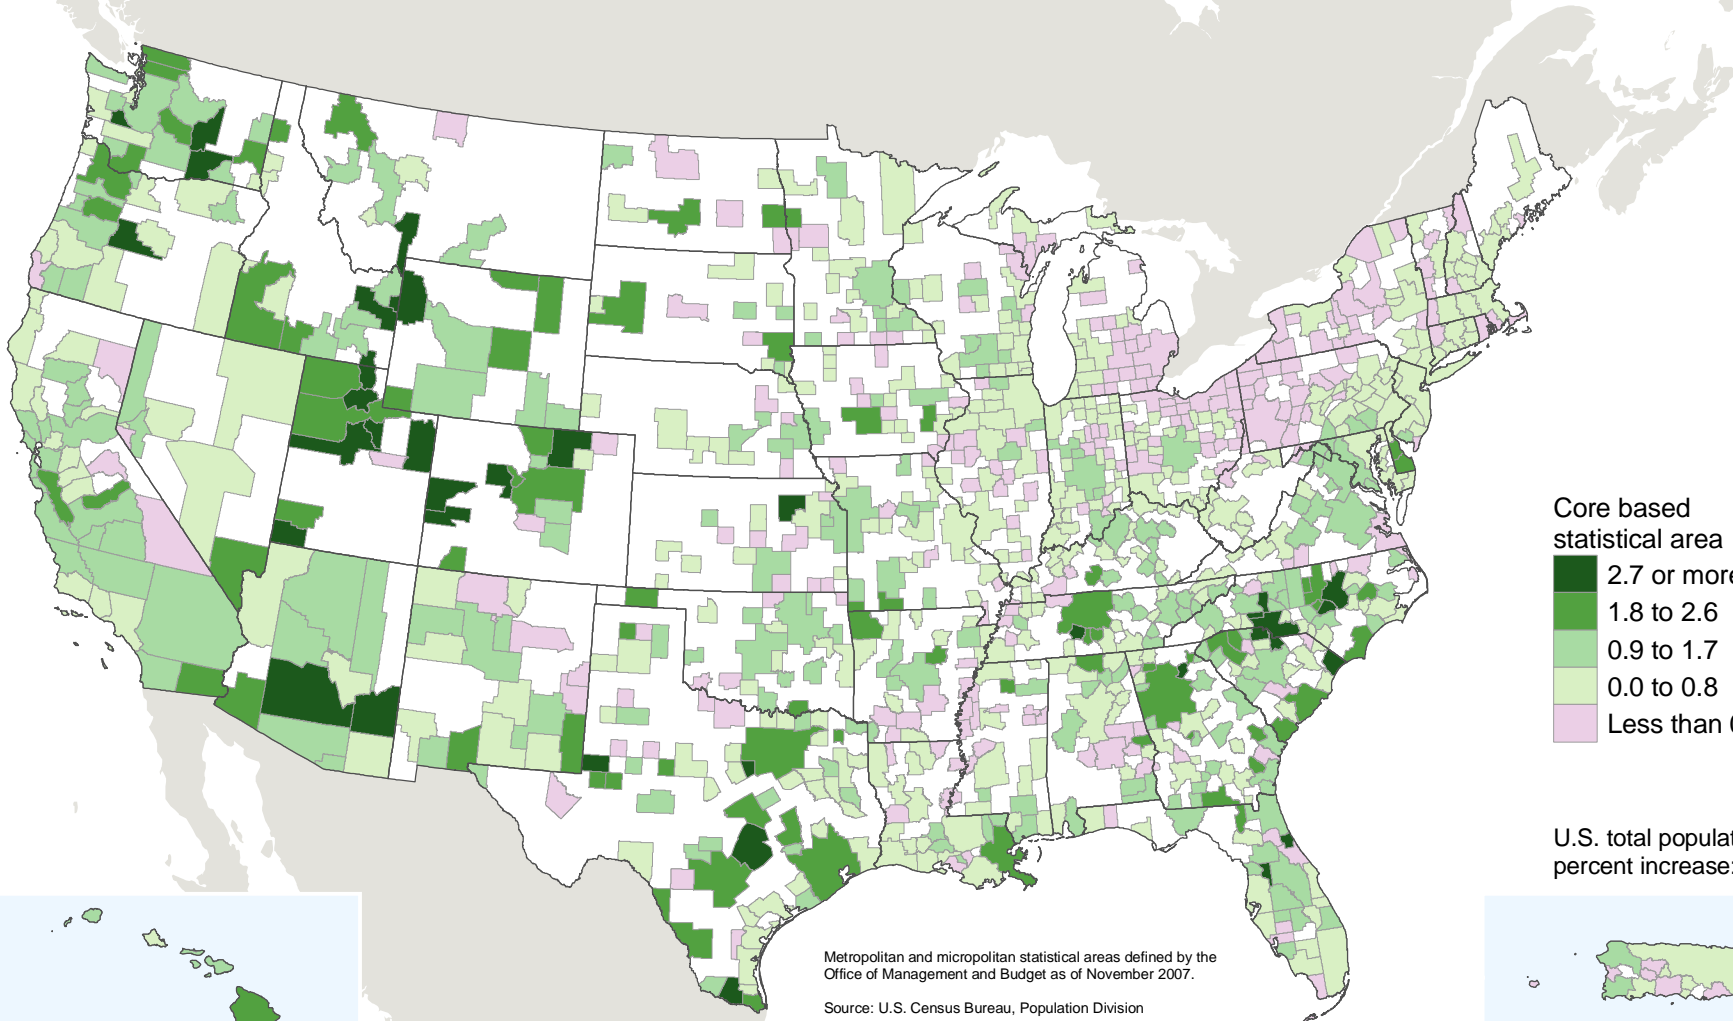 Core based
statistical area
2.7 or more
1.8 to 2.6
0.9 to 1.7
0.0 to 0.8
Less than
U.S. total
percent increase:
Metropolitan and micropolitan statistical areas defined by the
Office of Management and Budget as of November 2007.
Source: U.S. Census Bureau, Population Division